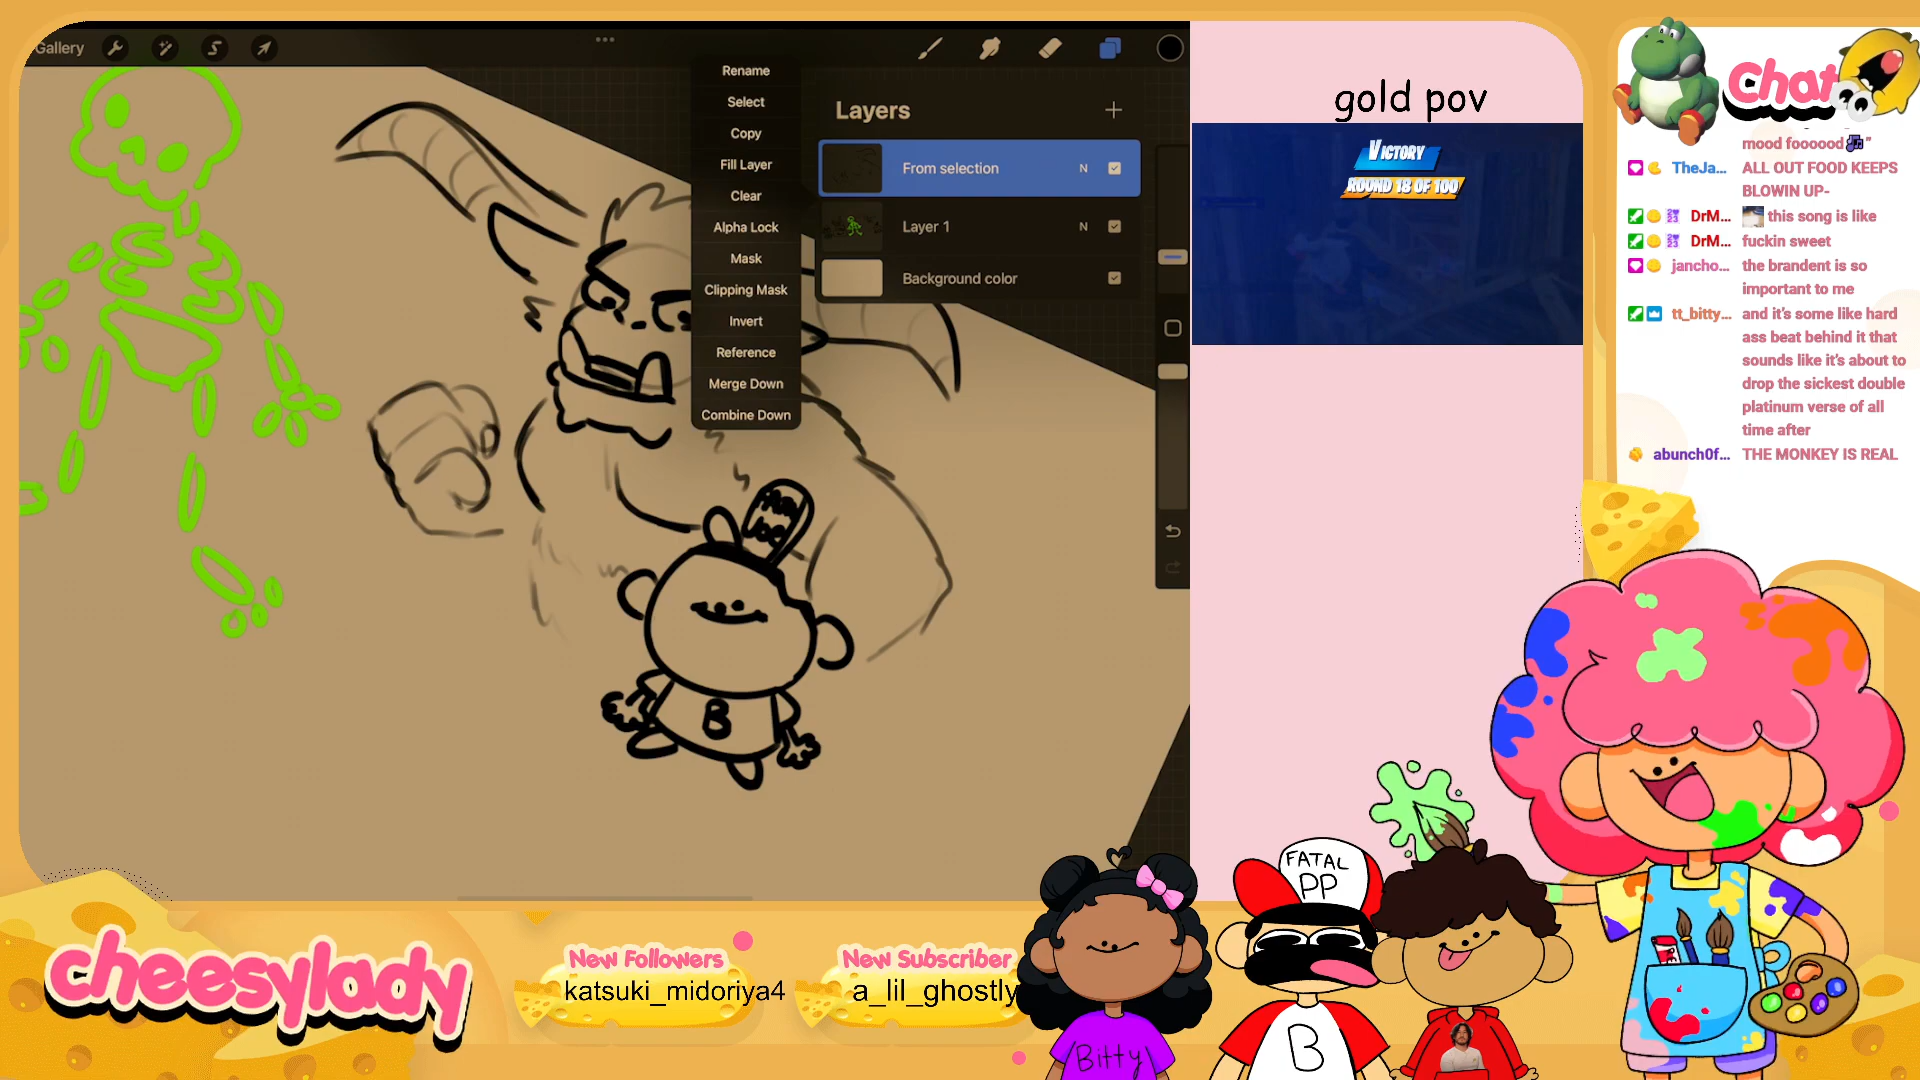 Gallery
Rename
Select
Copy
Fill Layer
Clear
Alpha Lock
Mask
Clipping Mask
Invert
Reference
Merge Down
Combine Down
Layers
From selection N
Layer 1 N
Background color
B
gold pov
VICTORY
ROUND 18 OF 100
Chat
mood foooood
TheJa... ALL OUT FOOD KEEPS
BLOWIN UP-
DrM... this song is like
DrM... fuckin sweet
jancho... the brandent is so
important to me
tt_bitty... and it's some like hard
ass beat behind it that
sounds like it's about to
drop the sickest double
platinum verse of all
time after
abunch0f... THE MONKEY IS REAL
cheesylady
New Followers
katsuki_midoriya4
New Subscriber
a_lil_ghostly
FATAL
PP
Bitty
B